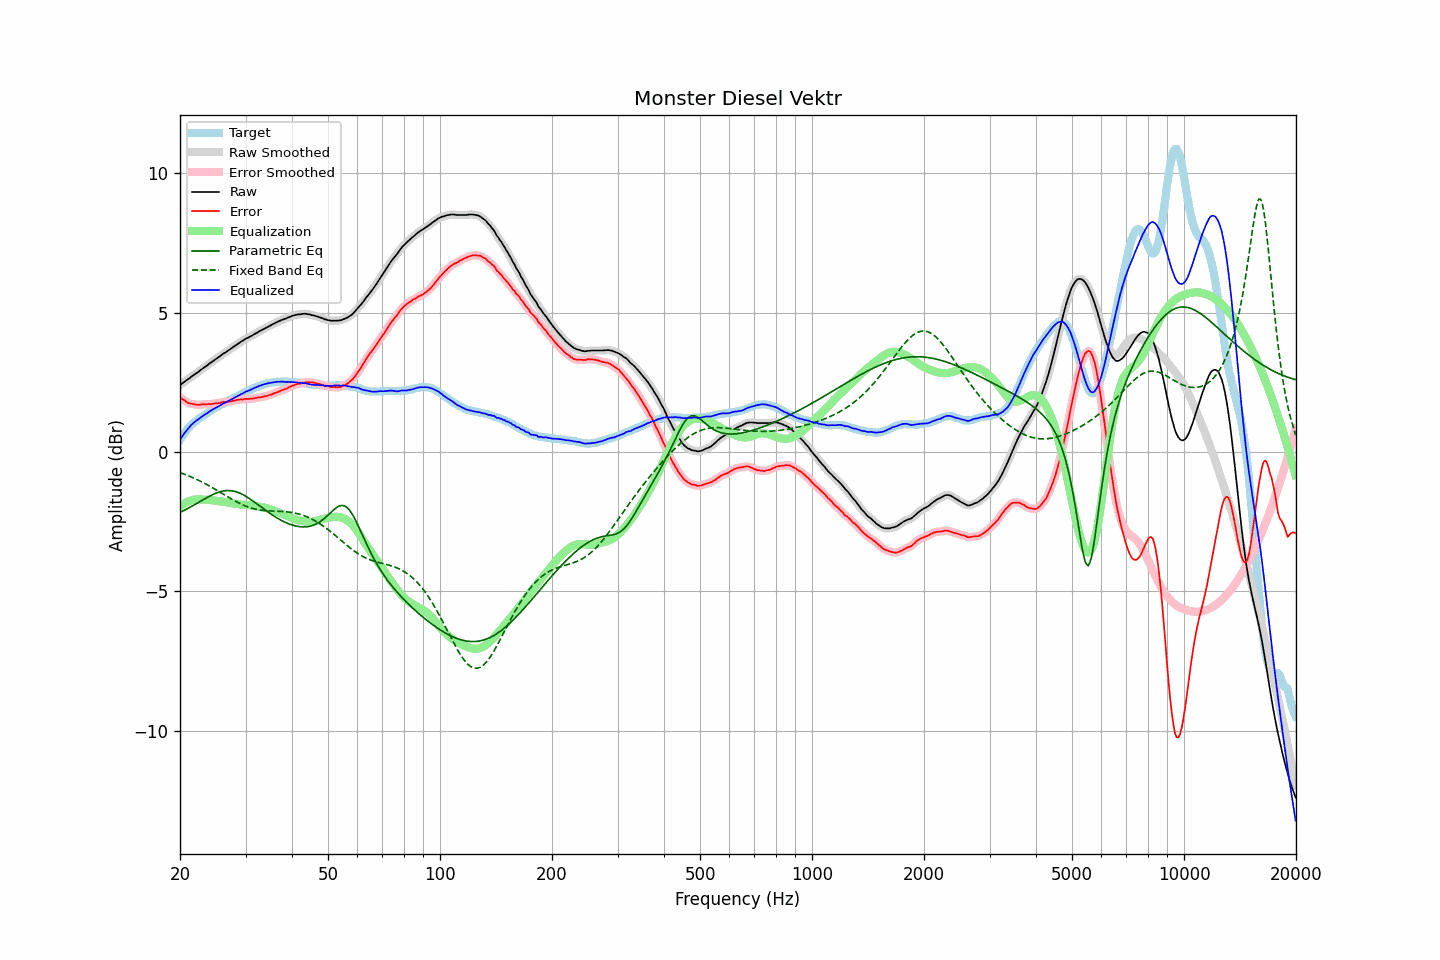 Monster Diesel Vektr
Target
Raw Smoothed
Error Smoothed
Raw
Error
Equalization
Parametric Eq
Fixed Band Eq
Equalized
10
5
0
−5
−10
Amplitude (dBr)
20
50
100
200
500
1000
2000
5000
10000
20000
Frequency (Hz)